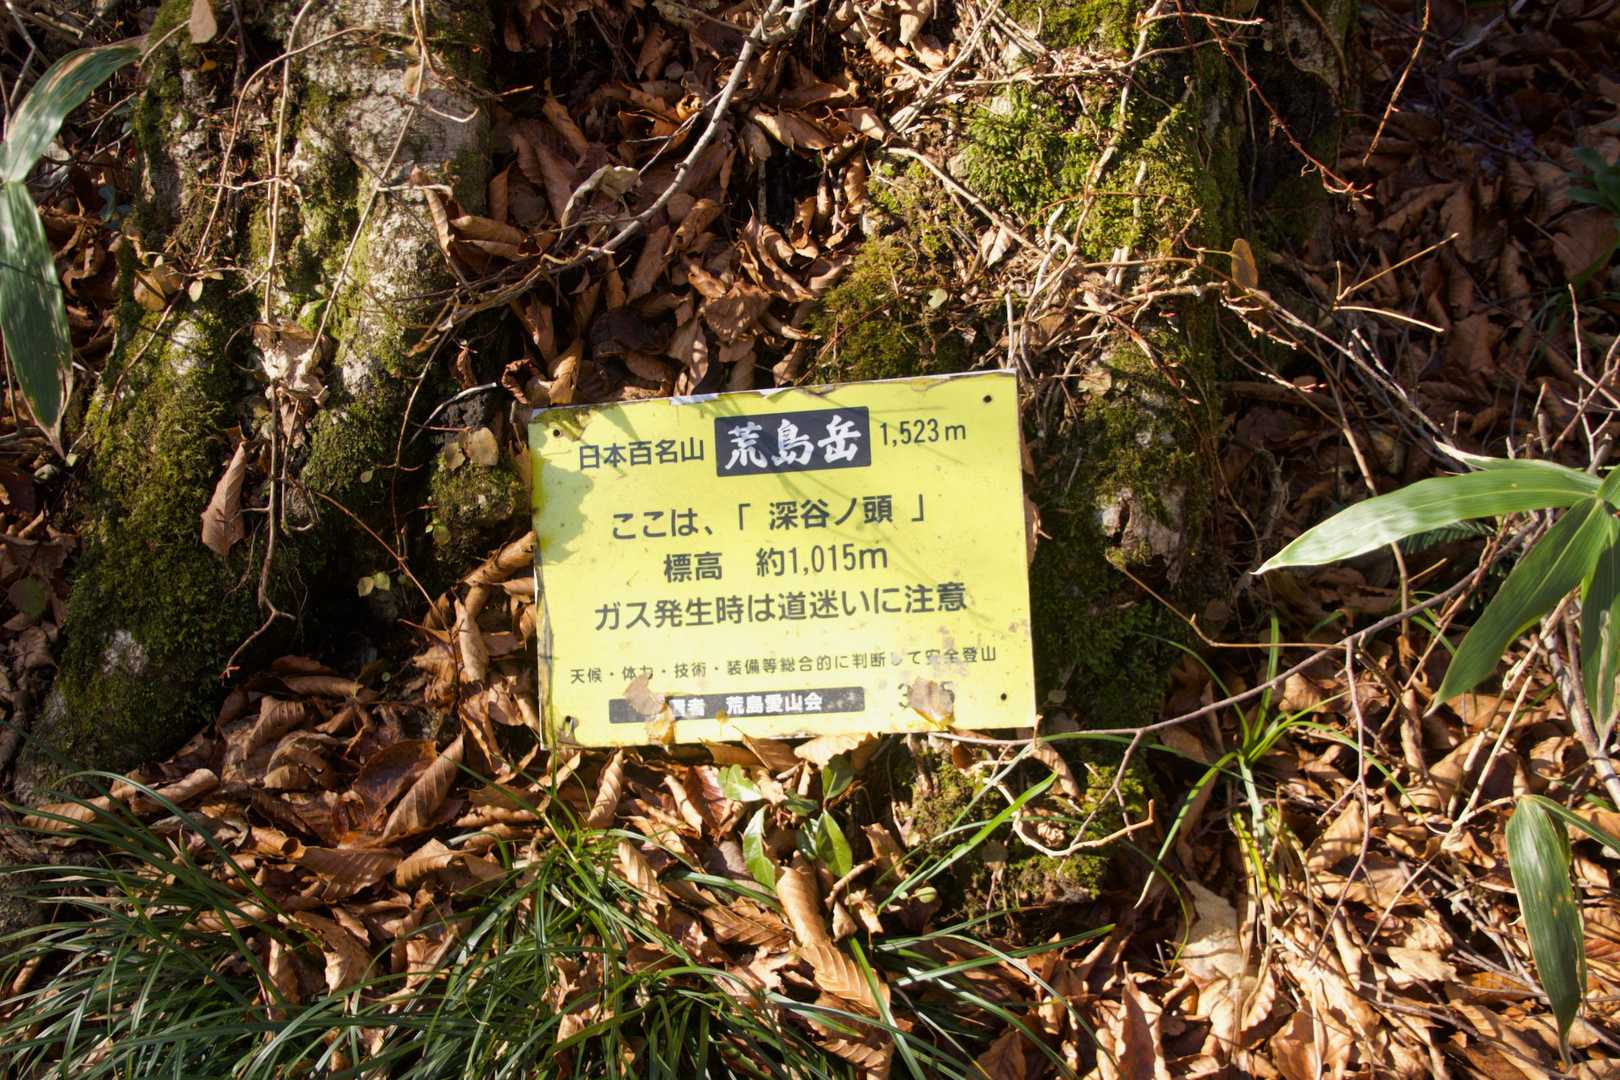 日本百名山 荒島岳 1,523m
ここは、「 深谷ノ頭 」
標高　約1,015m
ガス発生時は道迷いに注意
天候・体力・技術・装備等総合的に判断して安全登山
者　荒島愛山会